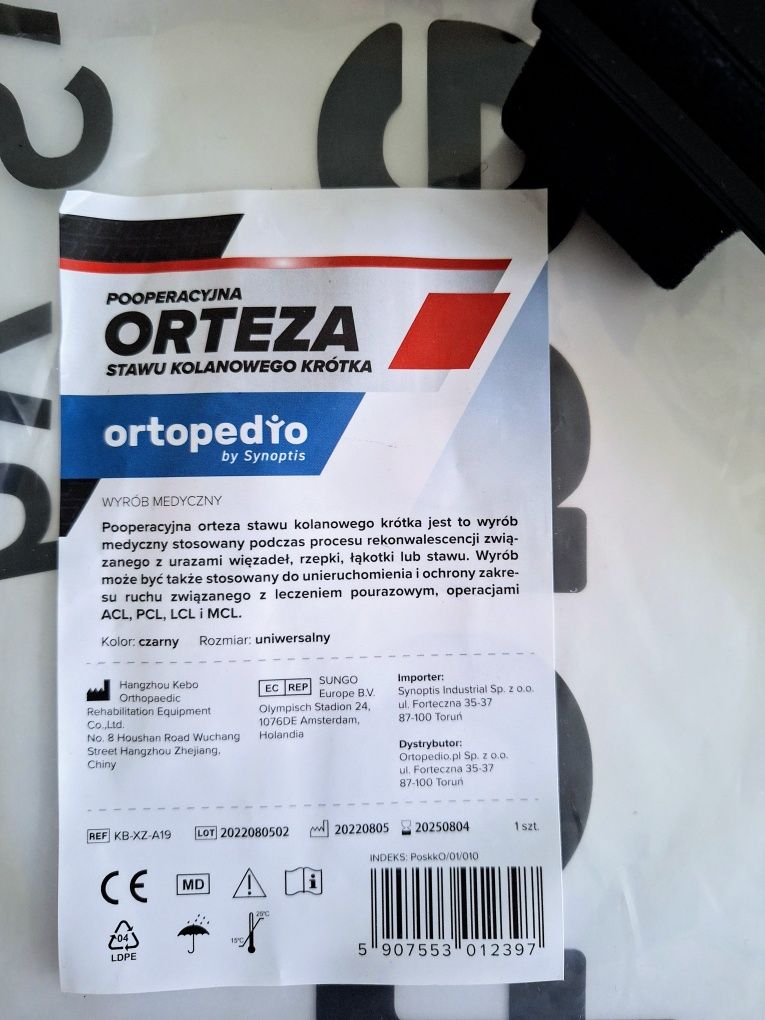 POOPERACYJNA
ORTEZA
STAWU KOLANOWEGO KRÓTKA
ortopedio
by Synoptis
WYRÓB MEDYCZNY
Pooperacyjna orteza stawu kolanowego krótka jest to wyrób
medyczny stosowany podczas procesu rekonwalescencji zwią-
zanego z urazami więzadeł, rzepki, łąkotki lub stawu. Wyrób
może być także stosowany do unieruchomienia i ochrony zakre-
su ruchu związanego z leczeniem pourazowym, operacjami
ACL, PCL, LCL i MCL.
Kolor: czarny Rozmiar: uniwersalny
Hangzhou Kebo
Orthopaedic
Rehabilitation Equipment
Co.,Ltd.
No. 8 Houshan Road Wuchang
Street Hangzhou Zhejiang,
Chiny
EC REP SUNGO
Europe B.V.
Olympisch Stadion 24,
1076DE Amsterdam,
Holandia
Importer:
Synoptis Industrial Sp. z o.o.
ul. Forteczna 35-37
87-100 Toruń
Dystrybutor:
Ortopedio.pl Sp. z o.o.
ul. Forteczna 35-37
87-100 Toruń
REF KB-XZ-A19 LOT 2022080502 20220805 20250804 1 szt.
INDEKS: PoskkO/01/010
CE MD
04
LDPE
15°C
25°C
5 907553 012397